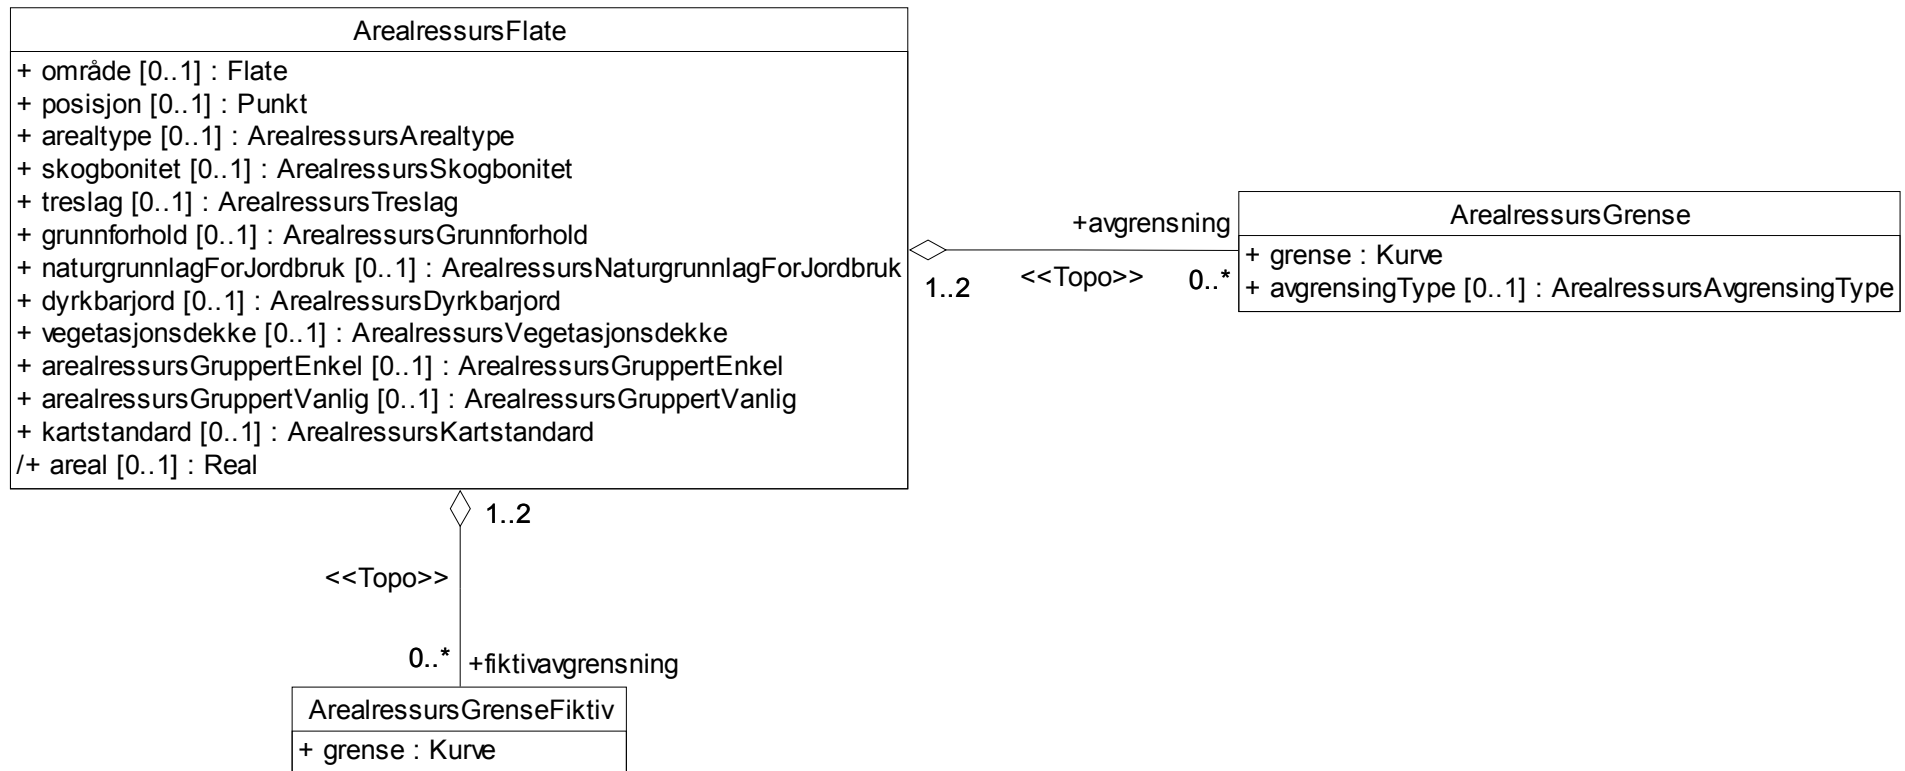 ArealressursFlate
+ område [0..1] : Flate
+ posisjon [0..1] : Punkt
+ arealtype [0..1] : ArealressursArealtype
+ skogbonitet [0..1] : ArealressursSkogbonitet
+ treslag [0..1] : ArealressursTreslag
+ grunnforhold [0..1] : ArealressursGrunnforhold
+ naturgrunnlagForJordbruk [0..1] : ArealressursNaturgrunnlagForJordbruk
+ dyrkbarjord [0..1] : ArealressursDyrkbarjord
+ vegetasjonsdekke [0..1] : ArealressursVegetasjonsdekke
+ arealressursGruppertEnkel [0..1] : ArealressursGruppertEnkel
+ arealressursGruppertVanlig [0..1] : ArealressursGruppertVanlig
+ kartstandard [0..1] : ArealressursKartstandard
/+ areal [0..1] : Real
+avgrensning
1..2
<<Topo>>
0..*
ArealressursGrense
+ grense : Kurve
+ avgrensingType [0..1] : ArealressursAvgrensingType
1..2
<<Topo>>
0..*
+fiktivavgrensning
ArealressursGrenseFiktiv
+ grense : Kurve